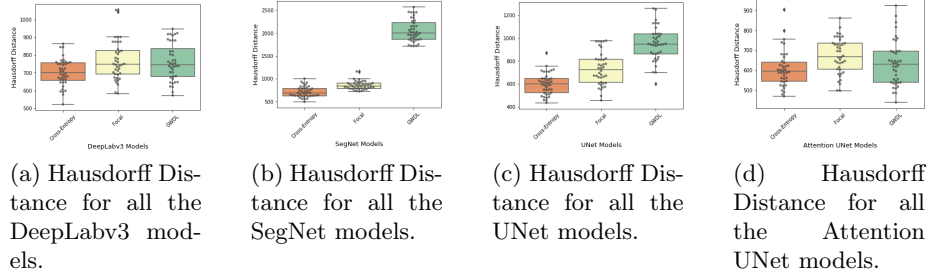 Hausdorff Distance
1000
900
800
700
600
500
Cross-Entropy
Focal
GWDL
DeepLabv3 Models
Hausdorff Distance
2500
2000
1500
1000
500
Cross-Entropy
Focal
GWDL
SegNet Models
Hausdorff Distance
1200
1000
800
600
400
Cross-Entropy
Focal
GWDL
UNet Models
Hausdorff Distance
900
800
700
600
500
Cross-Entropy
Focal
GWDL
Attention UNet Models
(a) Hausdorff Dis-
tance for all the
DeepLabv3 mod-
els.
(b) Hausdorff Dis-
tance for all the
SegNet models.
(c) Hausdorff Dis-
tance for all the
UNet models.
(d) Hausdorff
Distance for all
the Attention
UNet models.